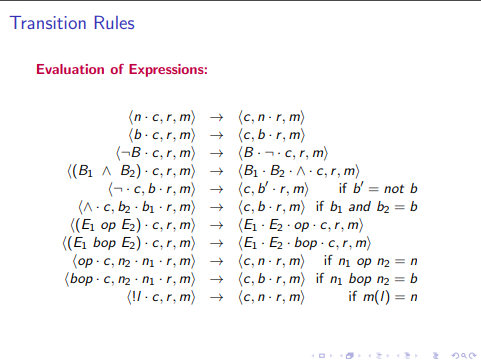 Transition Rules
Evaluation of Expressions:
⟨n · c, r, m⟩ → ⟨c, n · r, m⟩
⟨b · c, r, m⟩ → ⟨c, b · r, m⟩
⟨¬B · c, r, m⟩ → ⟨B · ¬ · c, r, m⟩
⟨(B₁ ∧ B₂) · c, r, m⟩ → ⟨B₁ · B₂ · ∧ · c, r, m⟩
⟨¬ · c, b · r, m⟩ → ⟨c, b′ · r, m⟩ if b′ = not b
⟨∧ · c, b₂ · b₁ · r, m⟩ → ⟨c, b · r, m⟩ if b₁ and b₂ = b
⟨(E₁ op E₂) · c, r, m⟩ → ⟨E₁ · E₂ · op · c, r, m⟩
⟨(E₁ bop E₂) · c, r, m⟩ → ⟨E₁ · E₂ · bop · c, r, m⟩
⟨op · c, n₂ · n₁ · r, m⟩ → ⟨c, n · r, m⟩ if n₁ op n₂ = n
⟨bop · c, n₂ · n₁ · r, m⟩ → ⟨c, b · r, m⟩ if n₁ bop n₂ = b
⟨!l · c, r, m⟩ → ⟨c, n · r, m⟩ if m(l) = n